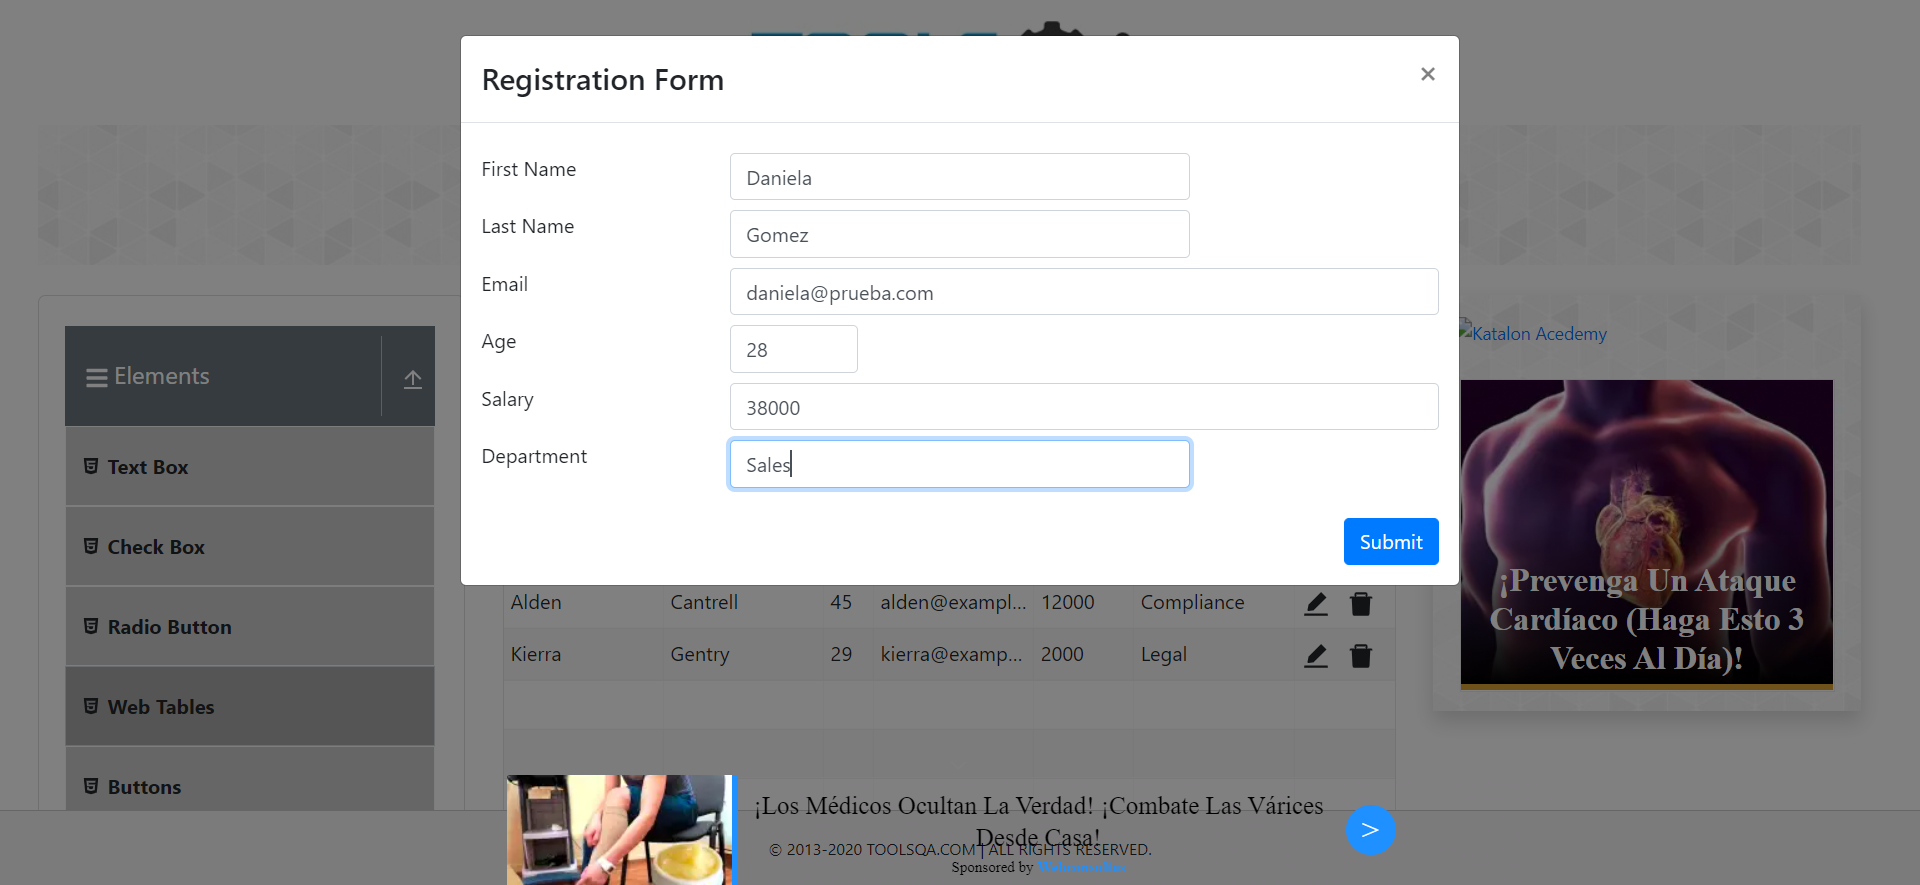 Registration Form
×
First Name
Daniela
Last Name
Gomez
Email
daniela@prueba.com
Age
28
Salary
38000
Department
Sales
Submit
Elements
Text Box
Check Box
Radio Button
Web Tables
Buttons
Alden Cantrell 45 alden@exampl... 12000 Compliance
Kierra Gentry 29 kierra@examp... 2000 Legal
Katalon Acedemy
¡Prevenga Un Ataque
Cardíaco (Haga Esto 3
Veces Al Día)!
¡Los Médicos Ocultan La Verdad! ¡Combate Las Várices
Desde Casa!
>
© 2013-2020 TOOLSQA.COM | ALL RIGHTS RESERVED.
Sponsored by